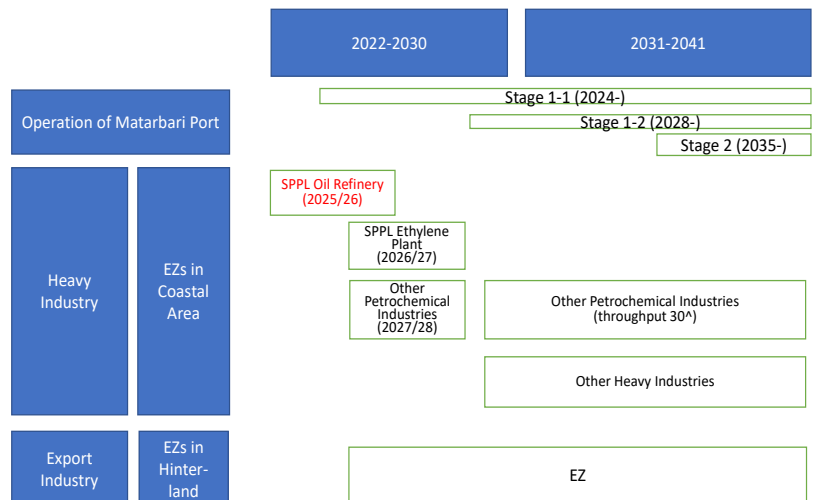 2022-2030
2031-2041
Operation of Matarbari Port
Stage 1-1 (2024-)
Stage 1-2 (2028-)
Stage 2 (2035-)
Heavy
Industry
EZs in
Coastal
Area
SPPL Oil Refinery
(2025/26)
SPPL Ethylene
Plant
(2026/27)
Other
Petrochemical
Industries
(2027/28)
Other Petrochemical Industries
(throughput 30^)
Other Heavy Industries
Export
Industry
EZs in
Hinter-
land
EZ